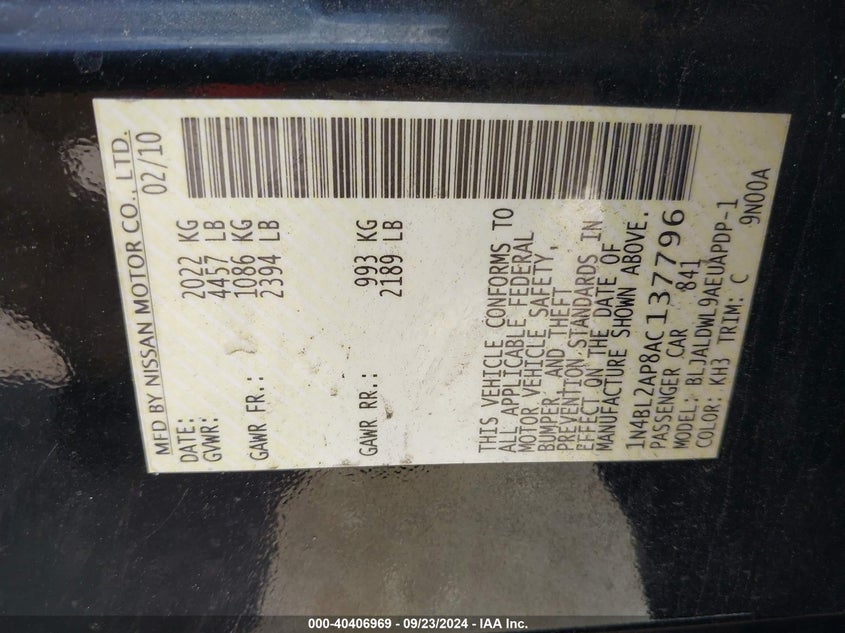 MFD BY NISSAN MOTOR CO., LTD.
DATE: 02/10
GVWR: 2022 KG
4457 LB
GAWR FR.: 1086 KG
2394 LB
GAWR RR.: 993 KG
2189 LB
THIS VEHICLE CONFORMS TO
ALL APPLICABLE FEDERAL
MOTOR VEHICLE SAFETY,
BUMPER, AND THEFT
PREVENTION STANDARDS IN
EFFECT ON THE DATE OF
MANUFACTURE SHOWN ABOVE.
1N4BL2AP8AC137796
PASSENGER CAR 841
MODEL: BLJALDWL9AEUAPDP-1
COLOR: KH3 TRIM: C 9N00A
000-40406969 - 09/23/2024 - IAA Inc.